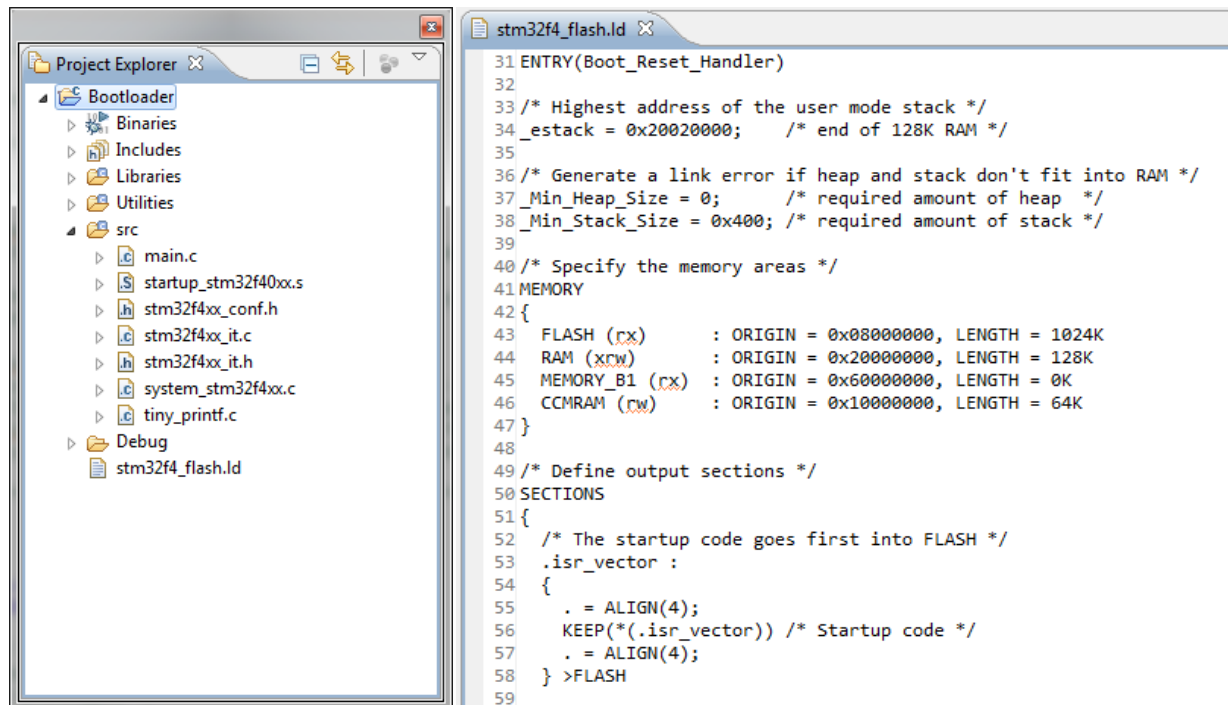 Project Explorer
Bootloader
Binaries
Includes
Libraries
Utilities
src
main.c
startup_stm32f40xx.s
stm32f4xx_conf.h
stm32f4xx_it.c
stm32f4xx_it.h
system_stm32f4xx.c
tiny_printf.c
Debug
stm32f4_flash.ld
stm32f4_flash.ld
31 ENTRY(Boot_Reset_Handler)
32
33 /* Highest address of the user mode stack */
34 _estack = 0x20020000;    /* end of 128K RAM */
35
36 /* Generate a link error if heap and stack don't fit into RAM */
37 _Min_Heap_Size = 0;      /* required amount of heap  */
38 _Min_Stack_Size = 0x400; /* required amount of stack */
39
40 /* Specify the memory areas */
41 MEMORY
42 {
43   FLASH (rx)      : ORIGIN = 0x08000000, LENGTH = 1024K
44   RAM (xrw)       : ORIGIN = 0x20000000, LENGTH = 128K
45   MEMORY_B1 (rx)  : ORIGIN = 0x60000000, LENGTH = 0K
46   CCMRAM (rw)     : ORIGIN = 0x10000000, LENGTH = 64K
47 }
48
49 /* Define output sections */
50 SECTIONS
51 {
52   /* The startup code goes first into FLASH */
53   .isr_vector :
54   {
55     . = ALIGN(4);
56     KEEP(*(.isr_vector)) /* Startup code */
57     . = ALIGN(4);
58   } >FLASH
59